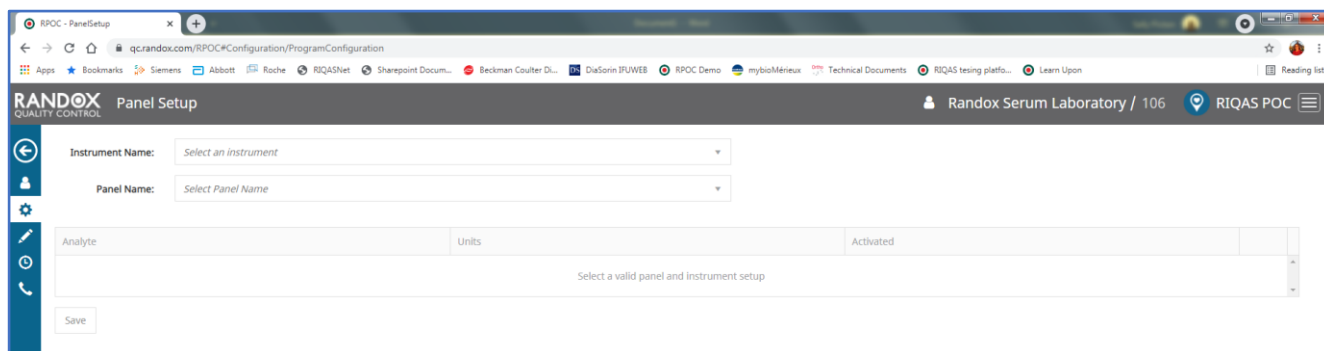 RPOC - PanelSetup
qc.randox.com/RPOC#Configuration/ProgramConfiguration
Apps Bookmarks Siemens Abbott Roche RIQASNet Sharepoint Docum... Beckman Coulter Di... DiaSorin IFUWEB RPOC Demo mybioMérieux Technical Documents RIQAS tesing platfo... Learn Upon Reading list
RANDOX Panel Setup Randox Serum Laboratory / 106 RIQAS POC
QUALITY CONTROL
Instrument Name: Select an instrument
Panel Name: Select Panel Name
Analyte Units Activated
Select a valid panel and instrument setup
Save